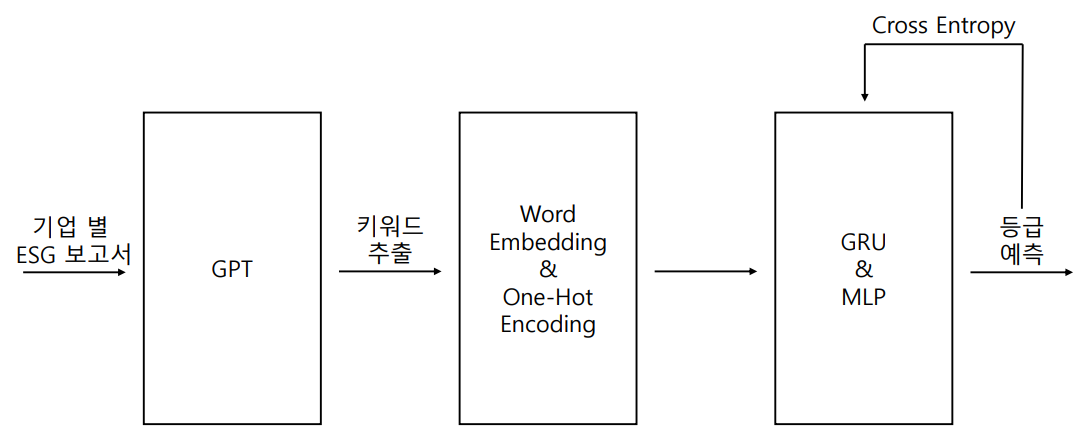 Cross Entropy
기업 별
ESG 보고서
GPT
키워드
추출
Word
Embedding
&
One-Hot
Encoding
GRU
&
MLP
등급
예측